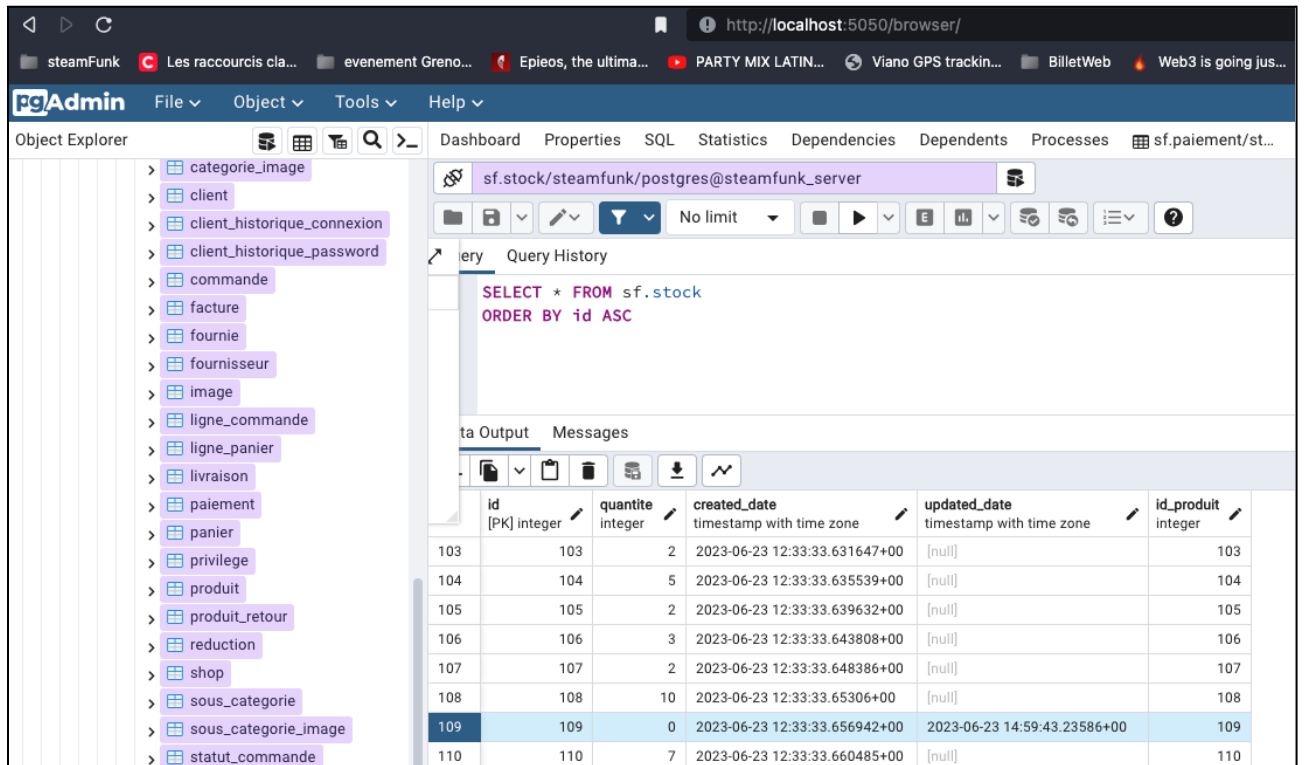 http://localhost:5050/browser/
steamFunk Les raccourcis cla... evenement Greno... Epieos, the ultima... PARTY MIX LATIN... Viano GPS trackin... BilletWeb Web3 is going jus...
pgAdmin File Object Tools Help
Object Explorer
categorie_image
client
client_historique_connexion
client_historique_password
commande
facture
fournie
fournisseur
image
ligne_commande
ligne_panier
livraison
paiement
panier
privilege
produit
produit_retour
reduction
shop
sous_categorie
sous_categorie_image
statut_commande
Dashboard Properties SQL Statistics Dependencies Dependents Processes sf.paiement/st...
sf.stock/steamfunk/postgres@steamfunk_server
No limit E
ery Query History
SELECT * FROM sf.stock
ORDER BY id ASC
ta Output Messages
id quantite created_date updated_date id_produit
[PK] integer integer timestamp with time zone timestamp with time zone integer
103 103 2 2023-06-23 12:33:33.631647+00 [null] 103
104 104 5 2023-06-23 12:33:33.635539+00 [null] 104
105 105 2 2023-06-23 12:33:33.639632+00 [null] 105
106 106 3 2023-06-23 12:33:33.643808+00 [null] 106
107 107 2 2023-06-23 12:33:33.648386+00 [null] 107
108 108 10 2023-06-23 12:33:33.65306+00 [null] 108
109 109 0 2023-06-23 12:33:33.656942+00 2023-06-23 14:59:43.23586+00 109
110 110 7 2023-06-23 12:33:33.660485+00 [null] 110